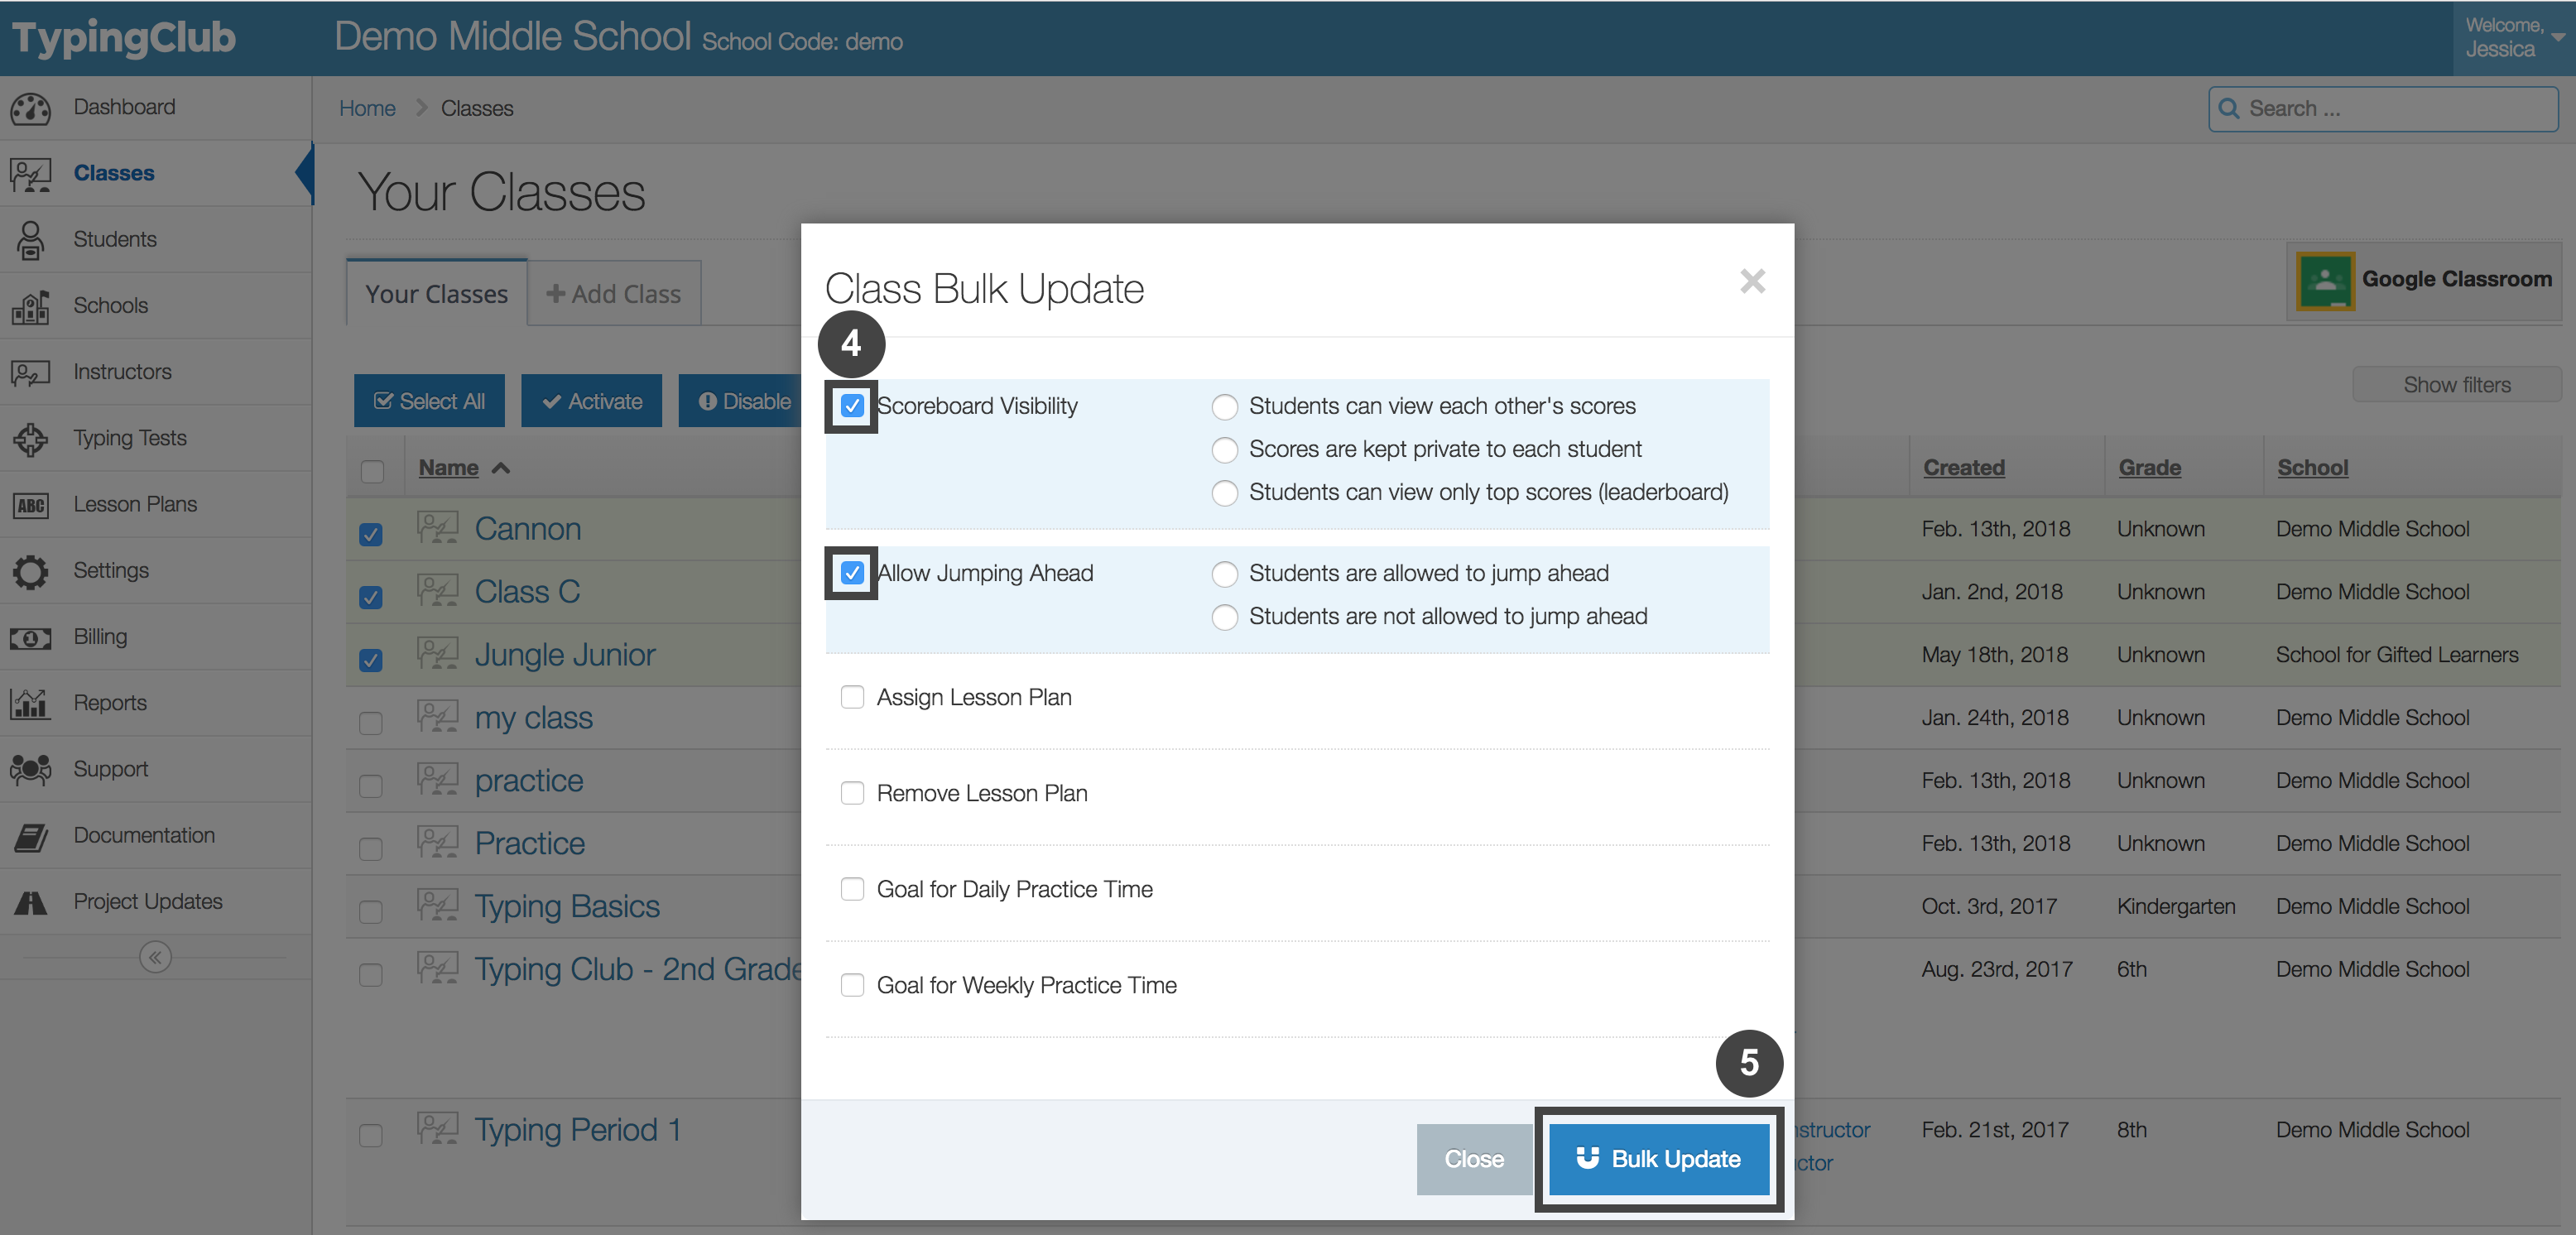 TypingClub
Demo Middle School School Code: demo
Welcome,
Jessica
Dashboard
Classes
Students
Schools
Instructors
Typing Tests
ABC
Lesson Plans
Settings
Billing
Reports
Support
Documentation
Project Updates
Home Classes
Search ...
Your Classes
Your Classes
Add Class
Google Classroom
Select All
Activate
Disable
Show filters
Name Created Grade School
Cannon Feb. 13th, 2018 Unknown Demo Middle School
Class C Jan. 2nd, 2018 Unknown Demo Middle School
Jungle Junior May 18th, 2018 Unknown School for Gifted Learners
my class Jan. 24th, 2018 Unknown Demo Middle School
practice Feb. 13th, 2018 Unknown Demo Middle School
Practice Feb. 13th, 2018 Unknown Demo Middle School
Typing Basics Oct. 3rd, 2017 Kindergarten Demo Middle School
Typing Club - 2nd Grade Aug. 23rd, 2017 6th Demo Middle School
Typing Period 1 Feb. 21st, 2017 8th Demo Middle School
Class Bulk Update
4
Scoreboard Visibility
Students can view each other's scores
Scores are kept private to each student
Students can view only top scores (leaderboard)
Allow Jumping Ahead
Students are allowed to jump ahead
Students are not allowed to jump ahead
Assign Lesson Plan
Remove Lesson Plan
Goal for Daily Practice Time
Goal for Weekly Practice Time
5
Close
Bulk Update